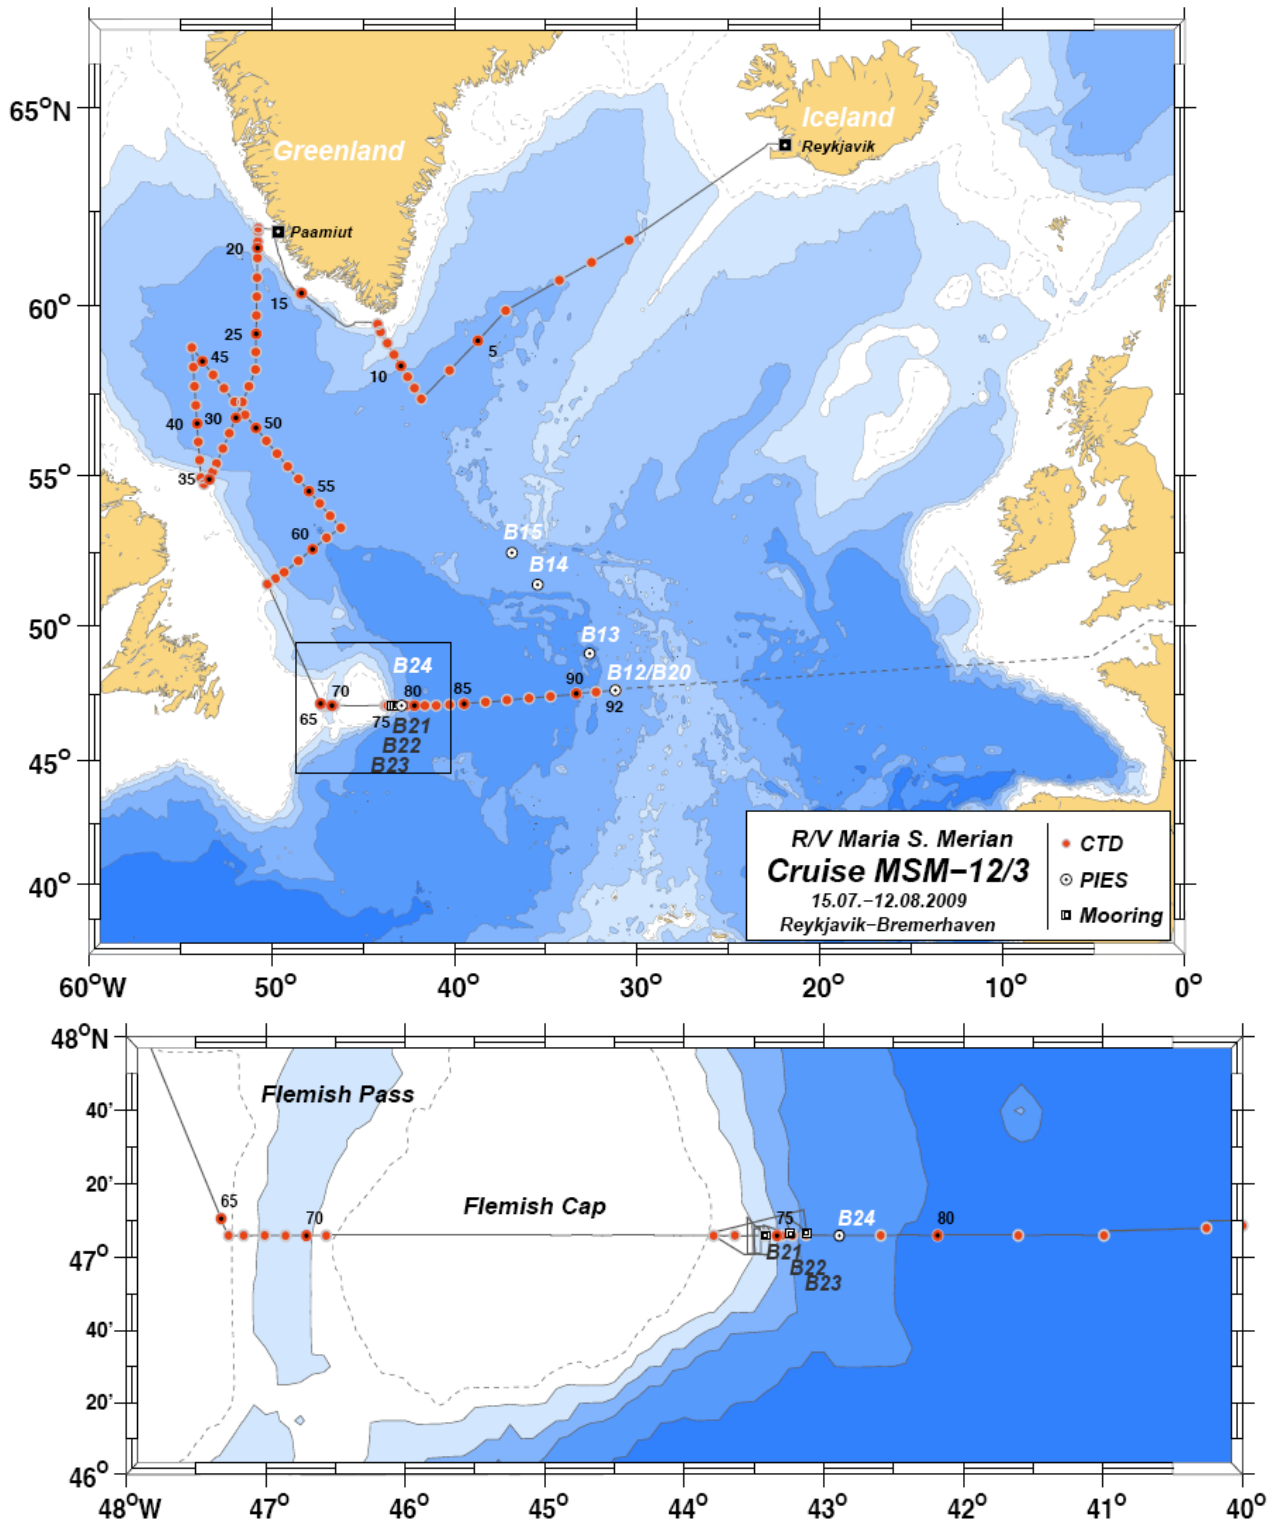 65°N
Greenland
Iceland
Reykjavik
Paamiut
20
15
60°
25
5
45
10
40
30
50
55°
35
55
60
B15
B14
50°
B13
B24
B12/B20
70
80
85
90
65
75
92
B21
B22
B23
45°
R/V Maria S. Merian
Cruise MSM–12/3
15.07.–12.08.2009
Reykjavik–Bremerhaven
CTD
PIES
Mooring
40°
60°W
50°
40°
30°
20°
10°
0°
48°N
Flemish Pass
40'
20'
65
70
Flemish Cap
75
B24
80
47°
B21
B22
B23
40'
20'
46°
48°W
47°
46°
45°
44°
43°
42°
41°
40°